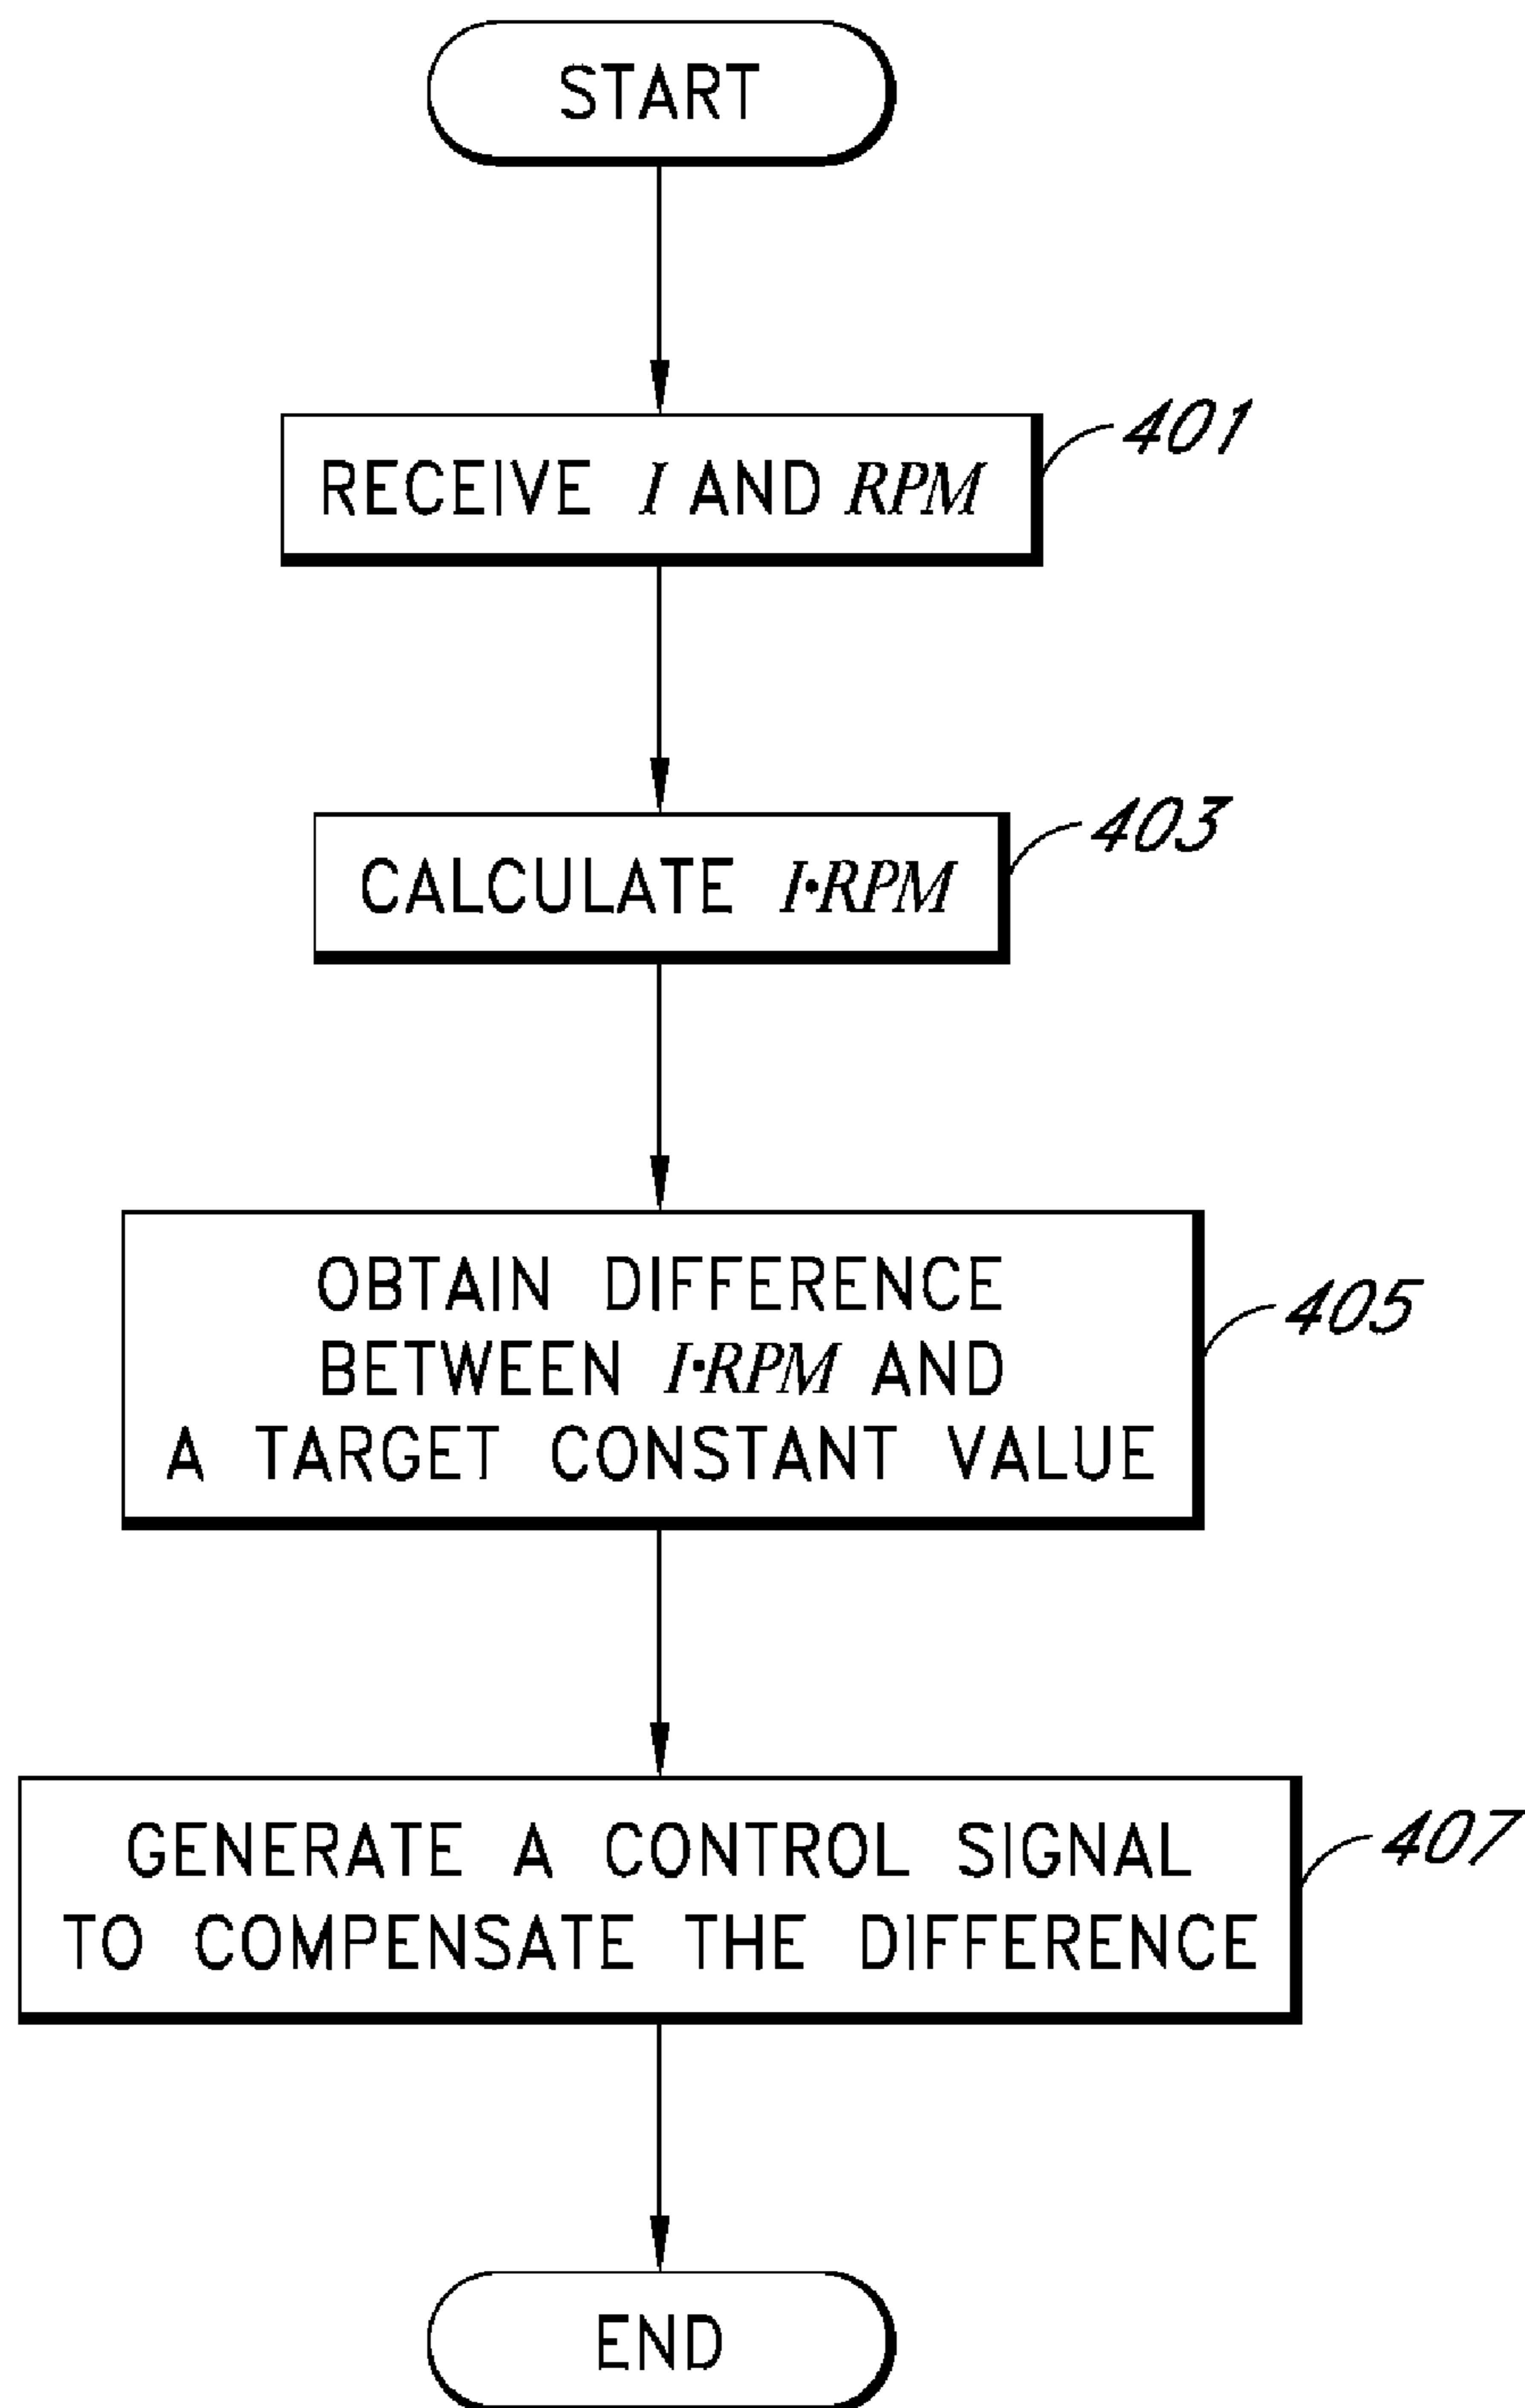 START
401
RECEIVE I AND RPM
403
CALCULATE I·RPM
OBTAIN DIFFERENCE
405
BETWEEN I·RPM AND
A TARGET CONSTANT VALUE
GENERATE A CONTROL SIGNAL
407
TO COMPENSATE THE DIFFERENCE
END